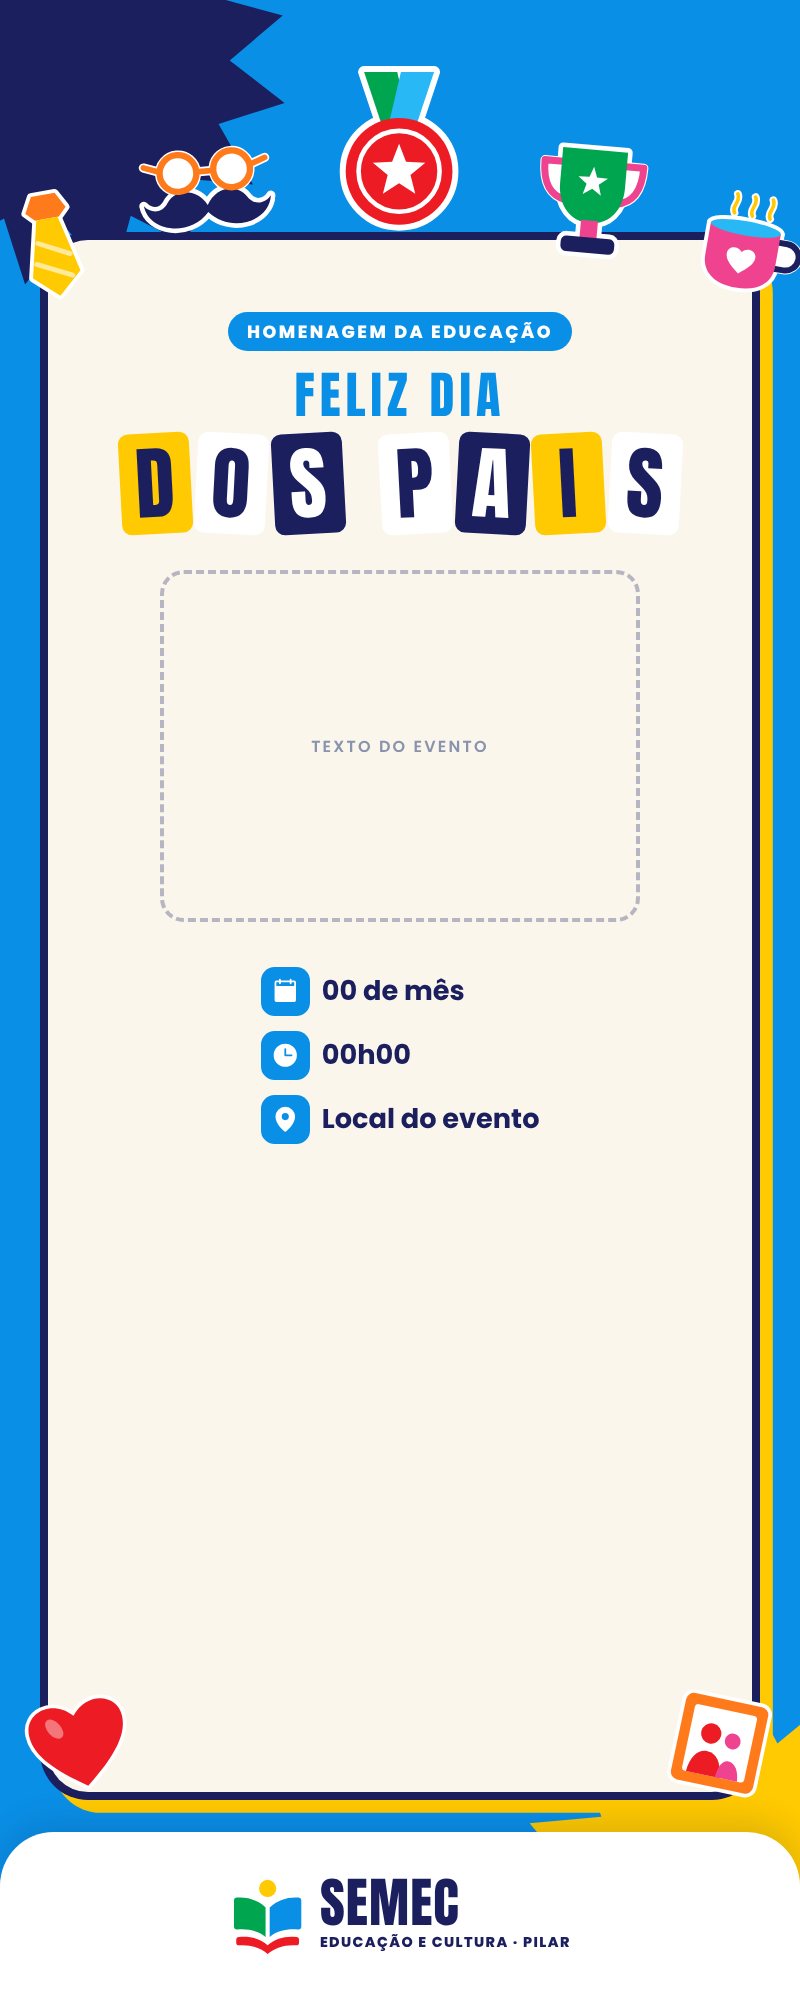 HOMENAGEM DA EDUCAÇÃO
FELIZ DIA
DOS PAIS
TEXTO DO EVENTO
00 de mês
00h00
Local do evento
SEMEC
EDUCAÇÃO E CULTURA · PILAR